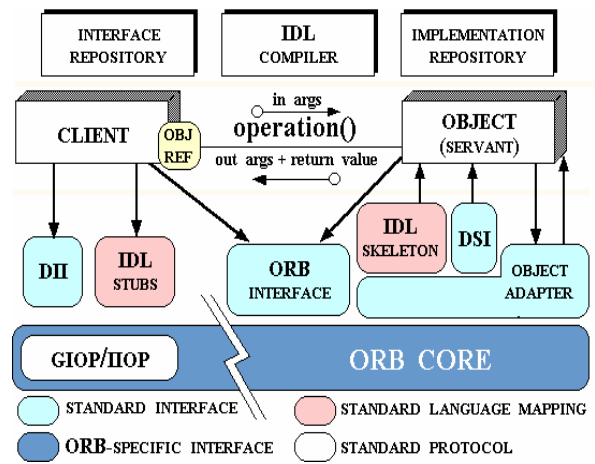 INTERFACE
REPOSITORY
IDL
COMPILER
IMPLEMENTATION
REPOSITORY
in args
operation()
out args + return value
CLIENT
OBJ
REF
OBJECT
(SERVANT)
DII
IDL
STUBS
ORB
INTERFACE
IDL
SKELETON
DSI
OBJECT
ADAPTER
GIOP/IIOP
ORB CORE
STANDARD INTERFACE
STANDARD LANGUAGE MAPPING
ORB-SPECIFIC INTERFACE
STANDARD PROTOCOL